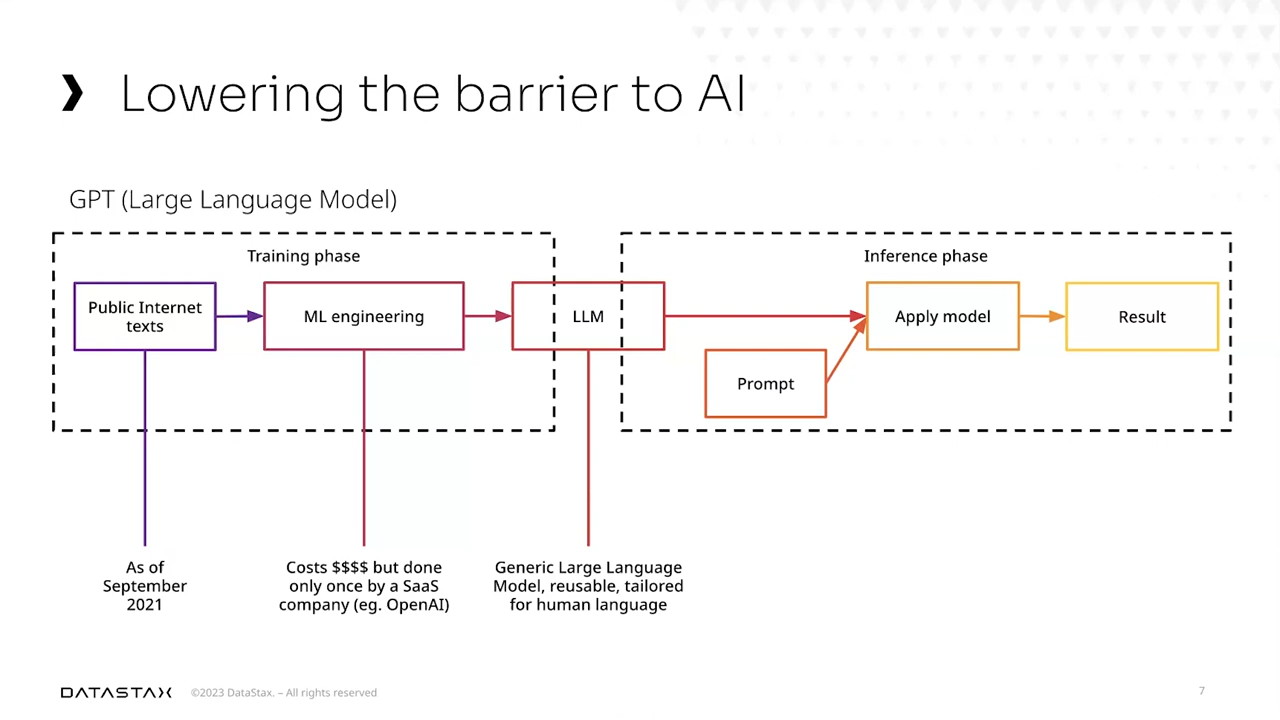 Lowering the barrier to AI
GPT (Large Language Model)
Training phase
Inference phase
Public Internet
texts
ML engineering
LLM
Apply model
Result
Prompt
As of
September
2021
Costs $$$$ but done
only once by a SaaS
company (eg. OpenAI)
Generic Large Language
Model, reusable, tailored
for human language
DATASTAX
©2023 DataStax. – All rights reserved
7